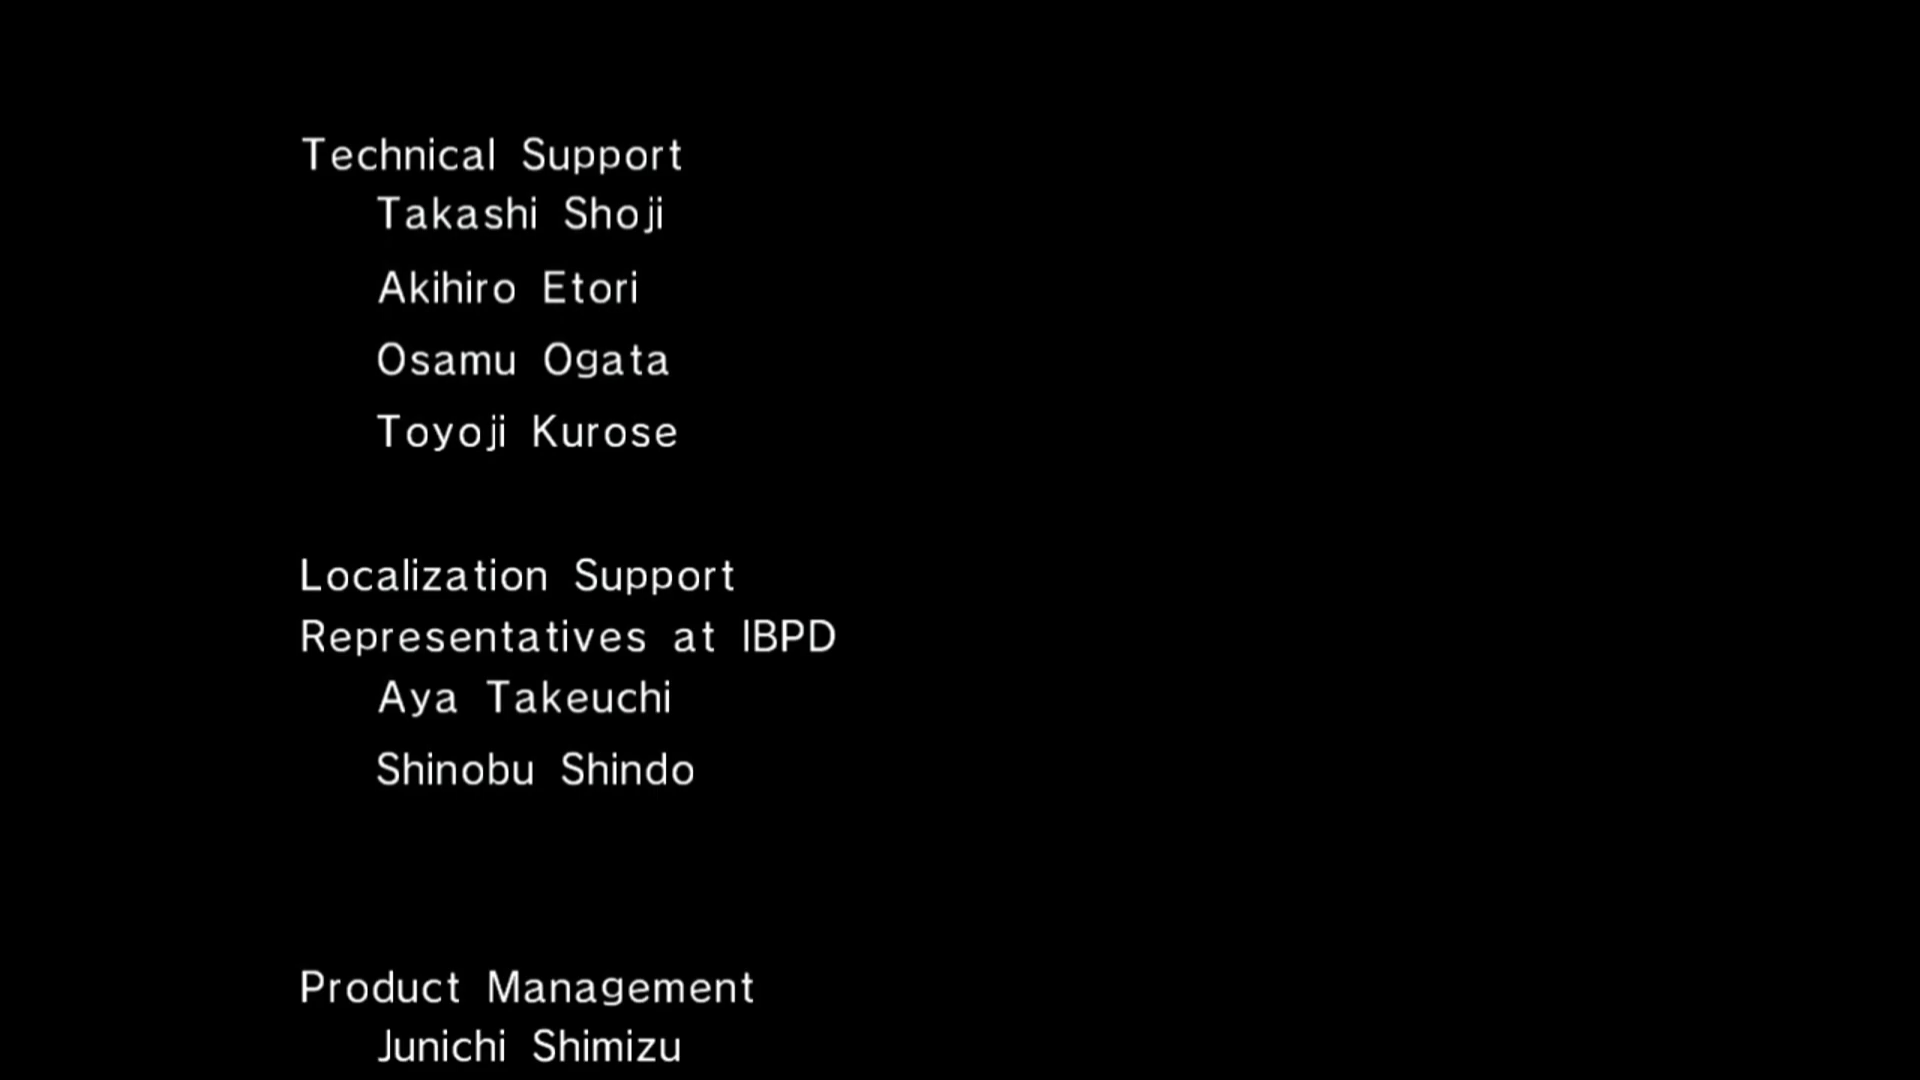 Technical Support
Takashi Shoji
Akihiro Etori
Osamu Ogata
Toyoji Kurose
Localization Support
Representatives at IBPD
Aya Takeuchi
Shinobu Shindo
Product Management
Junichi Shimizu